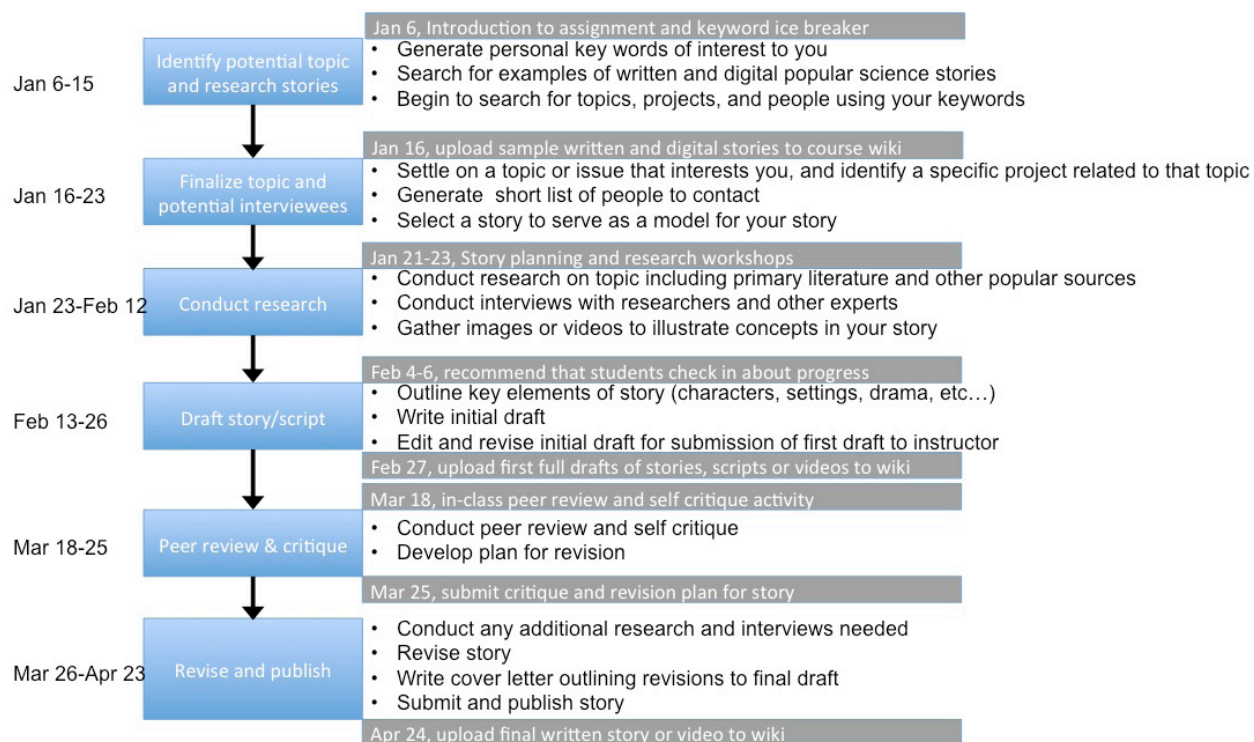 Jan 6, Introduction to assignment and keyword ice breaker
Jan 6-15
Identify potential topic
and research stories
• Generate personal key words of interest to you
• Search for examples of written and digital popular science stories
• Begin to search for topics, projects, and people using your keywords
Jan 16, upload sample written and digital stories to course wiki
Jan 16-23
Finalize topic and
potential interviewees
• Settle on a topic or issue that interests you, and identify a specific project related to that topic
• Generate  short list of people to contact
• Select a story to serve as a model for your story
Jan 21-23, Story planning and research workshops
Jan 23-Feb 12
Conduct research
• Conduct research on topic including primary literature and other popular sources
• Conduct interviews with researchers and other experts
• Gather images or videos to illustrate concepts in your story
Feb 4-6, recommend that students check in about progress
Feb 13-26
Draft story/script
• Outline key elements of story (characters, settings, drama, etc…)
• Write initial draft
• Edit and revise initial draft for submission of first draft to instructor
Feb 27, upload first full drafts of stories, scripts or videos to wiki
Mar 18, in-class peer review and self critique activity
Mar 18-25
Peer review & critique
• Conduct peer review and self critique
• Develop plan for revision
Mar 25, submit critique and revision plan for story
Mar 26-Apr 23
Revise and publish
• Conduct any additional research and interviews needed
• Revise story
• Write cover letter outlining revisions to final draft
• Submit and publish story
Apr 24, upload final written story or video to wiki